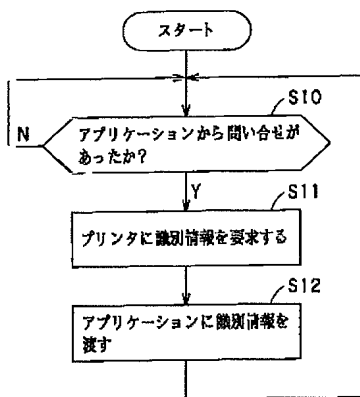 スタート
S10
N
アプリケーションから問い合せが
あったか?
Y
S11
プリンタに識別情報を要求する
S12
アプリケーションに識別情報を
渡す